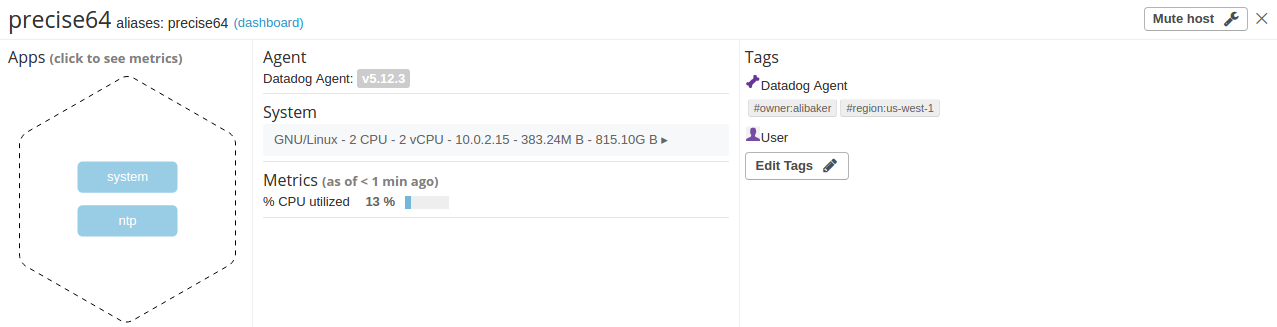 precise64 aliases: precise64 (dashboard)
Mute host
Apps (click to see metrics)
system
ntp
Agent
Datadog Agent: v5.12.3
System
GNU/Linux - 2 CPU - 2 vCPU - 10.0.2.15 - 383.24M B - 815.10G B ▸
Metrics (as of < 1 min ago)
% CPU utilized 13 %
Tags
Datadog Agent
#owner:alibaker #region:us-west-1
User
Edit Tags